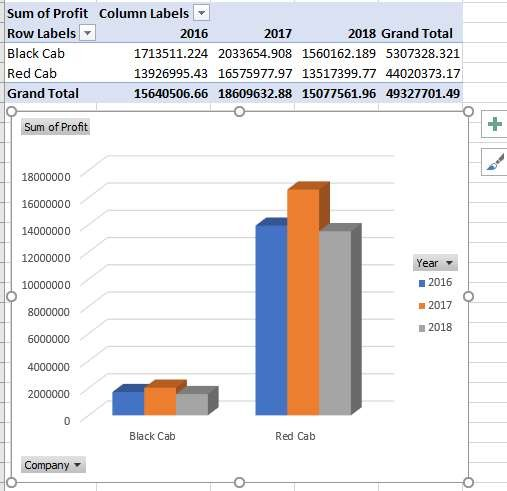 Sum of Profit Column Labels
Row Labels 2016 2017 2018 Grand Total
Black Cab 1713511.224 2033654.908 1560162.189 5307328.321
Red Cab 13926995.43 16575977.97 13517399.77 44020373.17
Grand Total 15640506.66 18609632.88 15077561.96 49327701.49
Sum of Profit
18000000
16000000
14000000
12000000
10000000
8000000
6000000
4000000
2000000
0
Black Cab Red Cab
Year
2016
2017
2018
Company